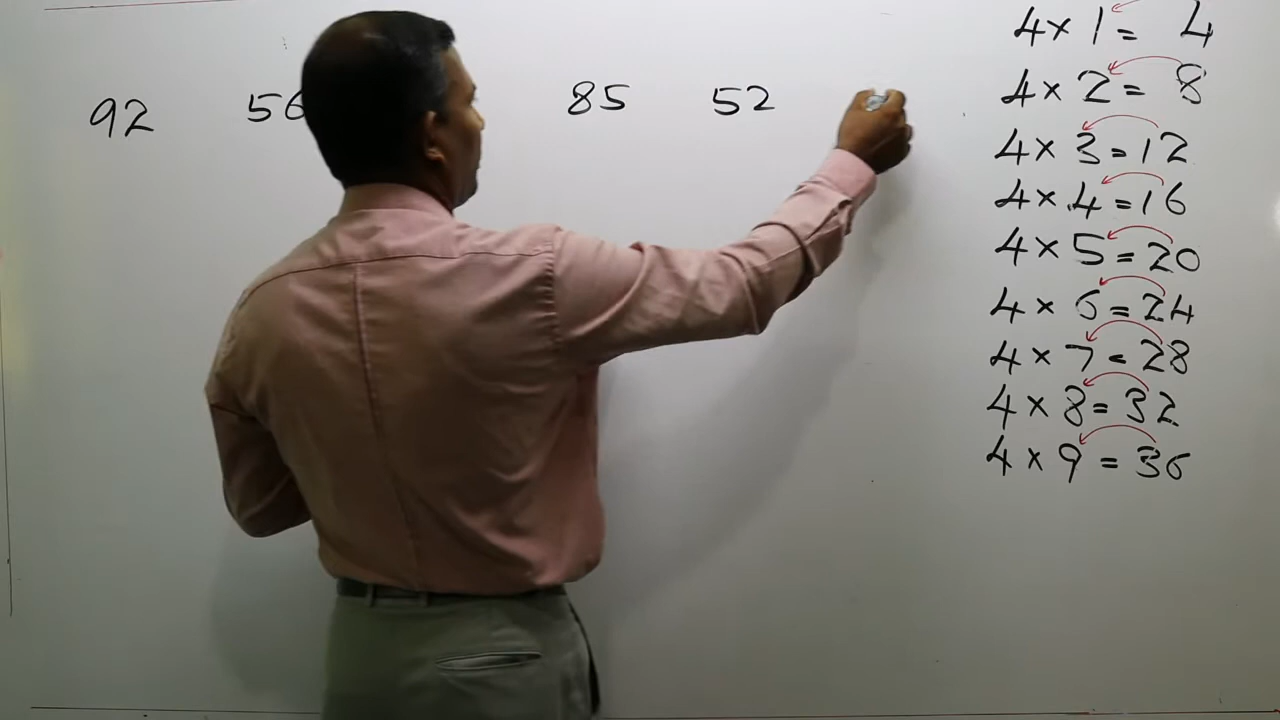 92 56 85 52
4 × 1 = 4
4 × 2 = 8
4 × 3 = 12
4 × 4 = 16
4 × 5 = 20
4 × 6 = 24
4 × 7 = 28
4 × 8 = 32
4 × 9 = 36